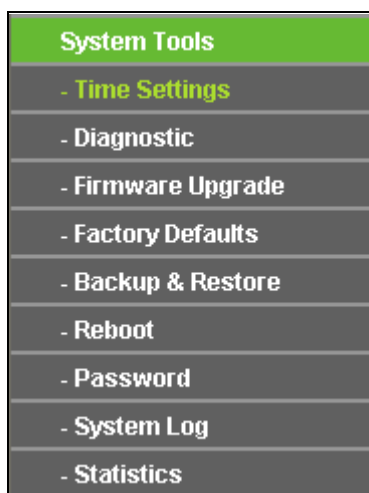 System Tools
- Time Settings
- Diagnostic
- Firmware Upgrade
- Factory Defaults
- Backup & Restore
- Reboot
- Password
- System Log
- Statistics